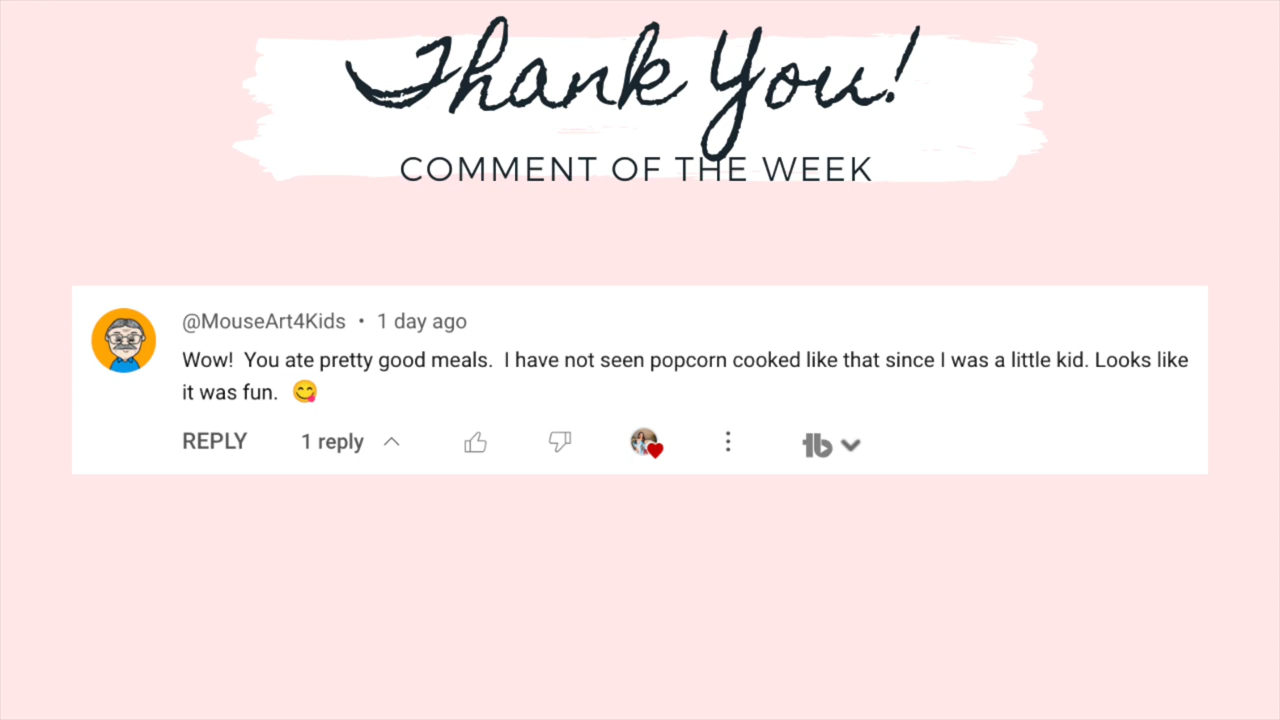 Thank You!
COMMENT OF THE WEEK
@MouseArt4Kids • 1 day ago
Wow!  You ate pretty good meals.  I have not seen popcorn cooked like that since I was a little kid. Looks like
it was fun. 😋
REPLY 1 reply
tb